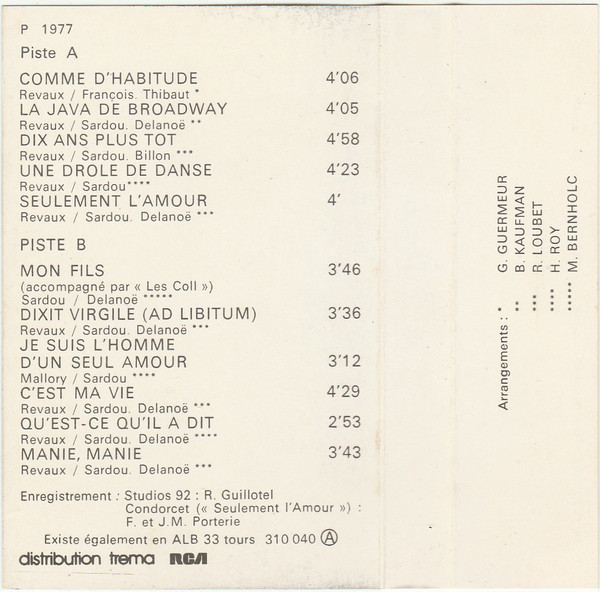 P 1977
Piste A
COMME D'HABITUDE 4'06
Revaux / François. Thibaut *
LA JAVA DE BROADWAY 4'05
Revaux / Sardou. Delanoë **
DIX ANS PLUS TOT 4'58
Revaux / Sardou. Billon ***
UNE DROLE DE DANSE 4'23
Revaux / Sardou****
SEULEMENT L'AMOUR 4'
Revaux / Sardou. Delanoë ***
PISTE B
MON FILS 3'46
(accompagné par « Les Coll »)
Sardou / Delanoë *****
DIXIT VIRGILE (AD LIBITUM) 3'36
Revaux / Sardou. Delanoë ***
JE SUIS L'HOMME
D'UN SEUL AMOUR 3'12
Mallory / Sardou ****
C'EST MA VIE 4'29
Revaux / Sardou. Delanoë ***
QU'EST-CE QU'IL A DIT 2'53
Revaux / Sardou. Delanoë ****
MANIE, MANIE 3'43
Revaux / Sardou. Delanoë ***
Enregistrement : Studios 92 : R. Guillotel
Condorcet (« Seulement l'Amour ») :
F. et J.M. Porterie
Existe également en ALB 33 tours 310 040 Ⓐ
distribution trema RCA
Arrangements : * G. GUERMEUR
** B. KAUFMAN
*** R. LOUBET
**** H. ROY
***** M. BERNHOLC